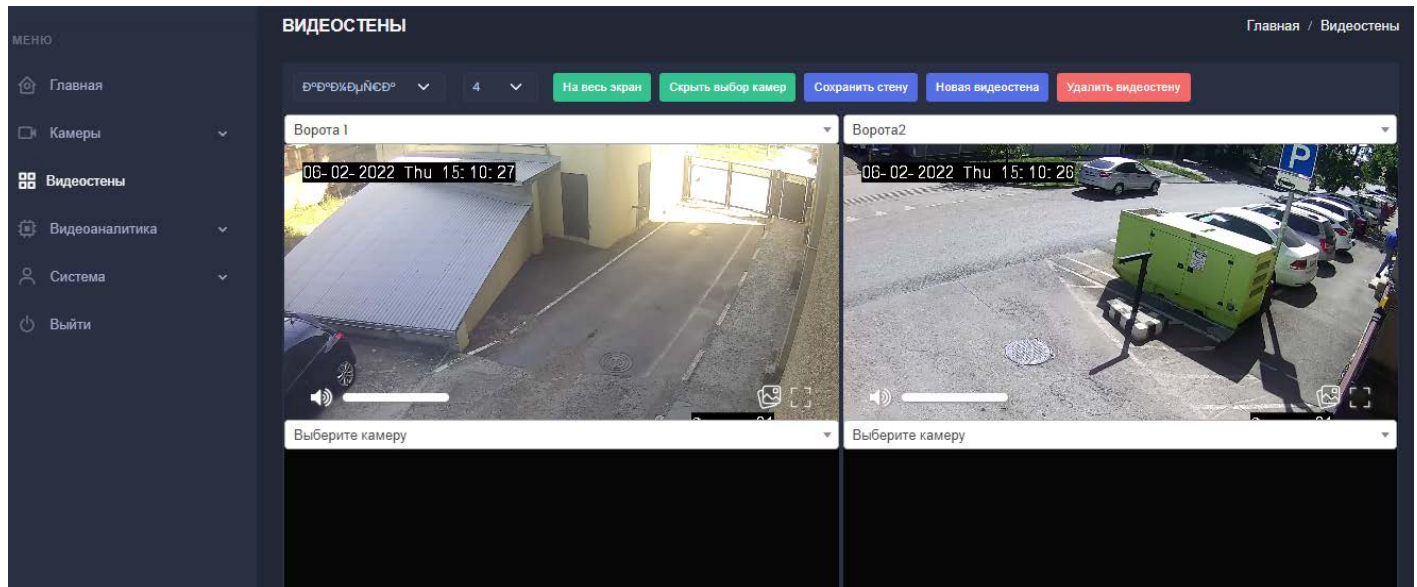 ВИДЕОСТЕНЫ
Главная / Видеостены
МЕНЮ
Главная
Камеры
Видеостены
Видеоаналитика
Система
Выйти
4
На весь экран
Скрыть выбор камер
Сохранить стену
Новая видеостена
Удалить видеостену
Ворота 1
Ворота2
06-02-2022 Thu 15:10:27
06-02-2022 Thu 15:10:26
P
Выберите камеру
Выберите камеру